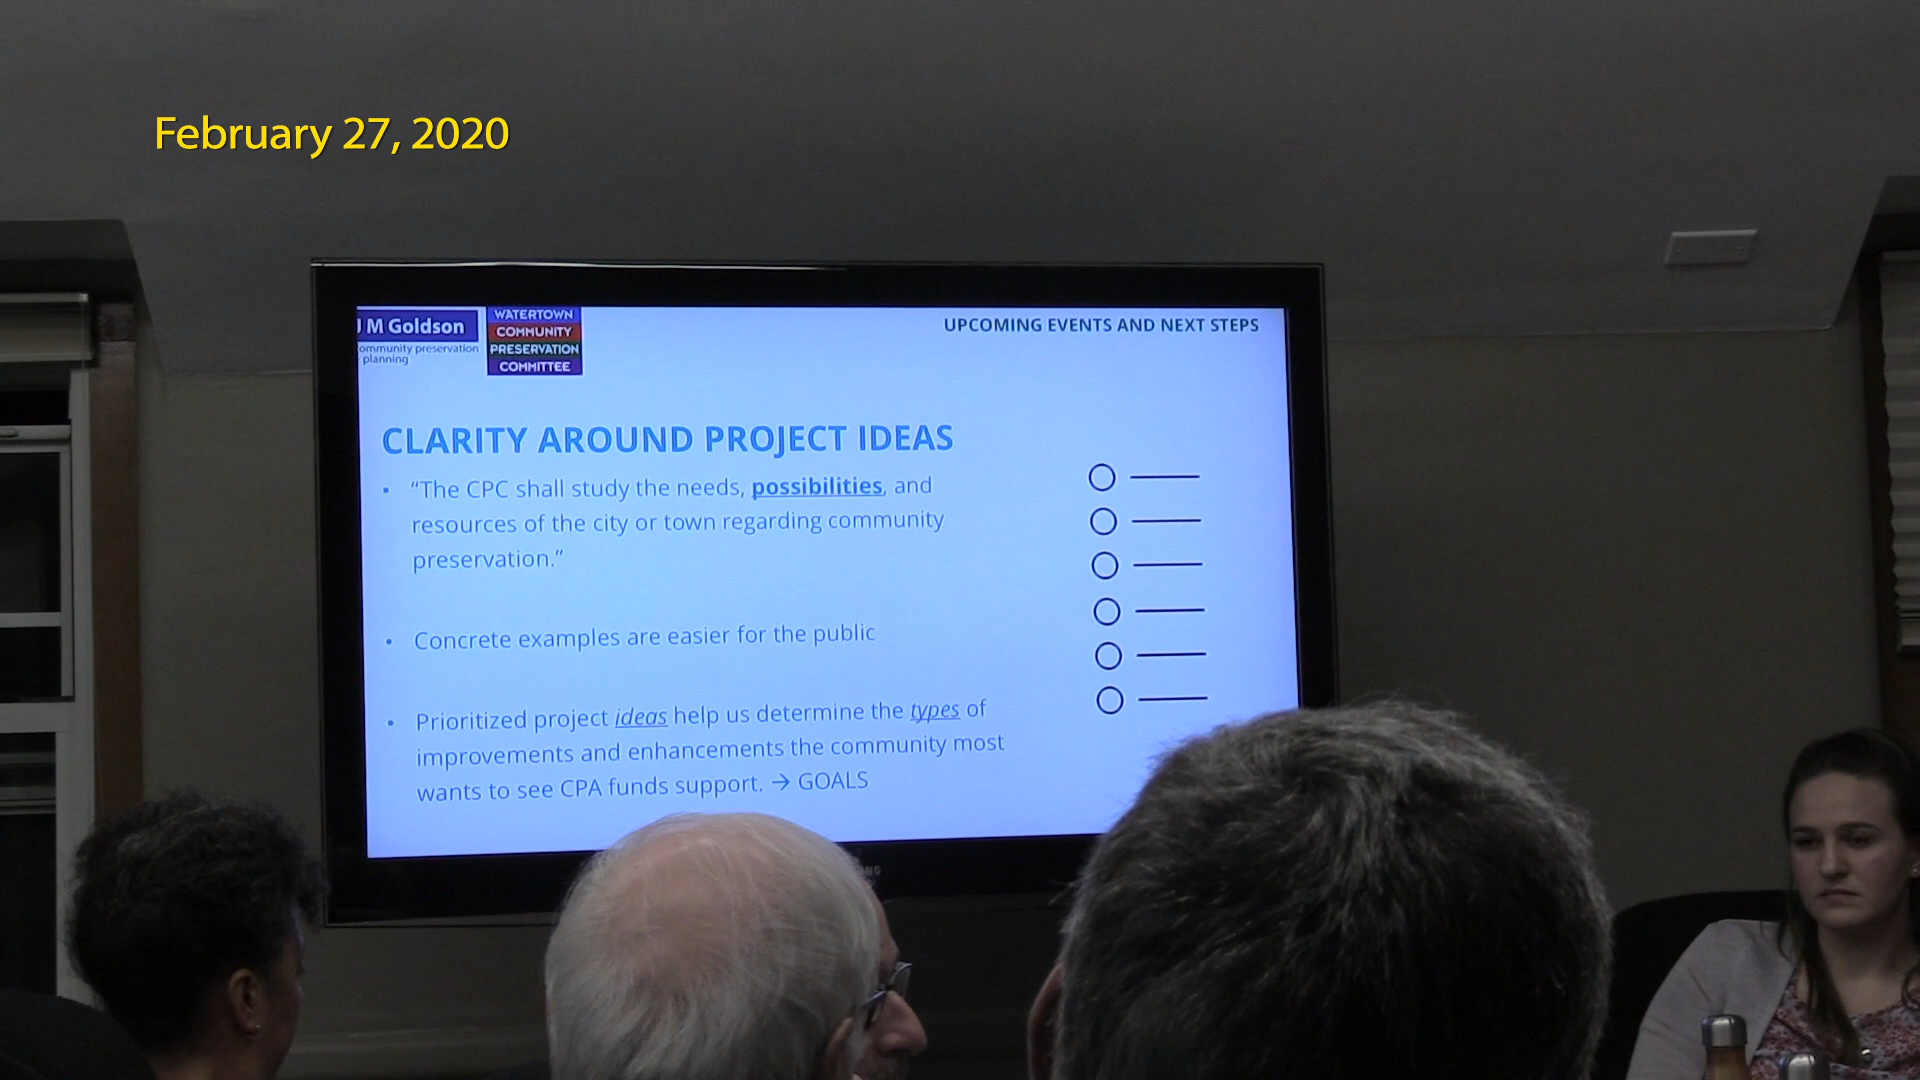 February 27, 2020
J M Goldson
ommunity preservation
planning
WATERTOWN
COMMUNITY
PRESERVATION
COMMITTEE
UPCOMING EVENTS AND NEXT STEPS
CLARITY AROUND PROJECT IDEAS
• “The CPC shall study the needs, possibilities, and
resources of the city or town regarding community
preservation.”
• Concrete examples are easier for the public
• Prioritized project ideas help us determine the types of
improvements and enhancements the community most
wants to see CPA funds support. → GOALS